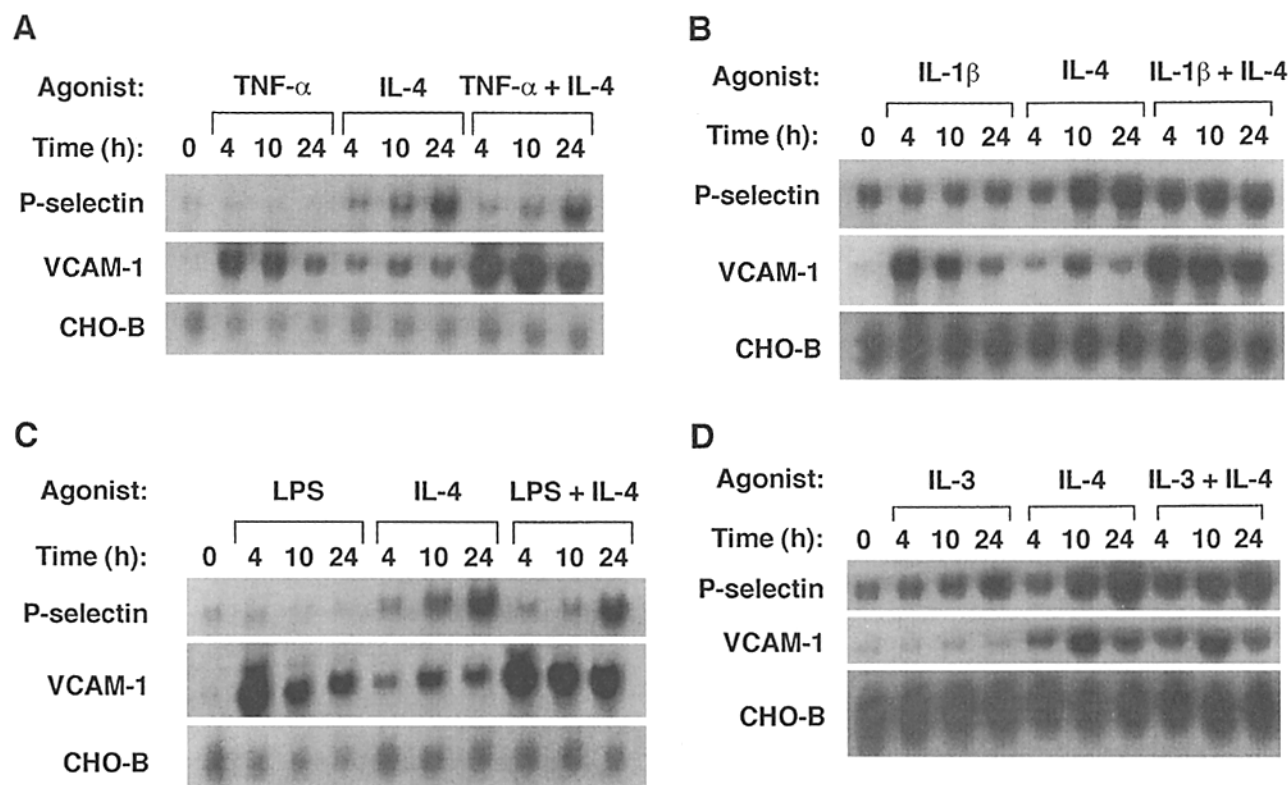 A
Agonist: TNF-α IL-4 TNF-α + IL-4
Time (h): 0 4 10 24 4 10 24 4 10 24
P-selectin
VCAM-1
CHO-B
B
Agonist: IL-1β IL-4 IL-1β + IL-4
Time (h): 0 4 10 24 4 10 24 4 10 24
P-selectin
VCAM-1
CHO-B
C
Agonist: LPS IL-4 LPS + IL-4
Time (h): 0 4 10 24 4 10 24 4 10 24
P-selectin
VCAM-1
CHO-B
D
Agonist: IL-3 IL-4 IL-3 + IL-4
Time (h): 0 4 10 24 4 10 24 4 10 24
P-selectin
VCAM-1
CHO-B